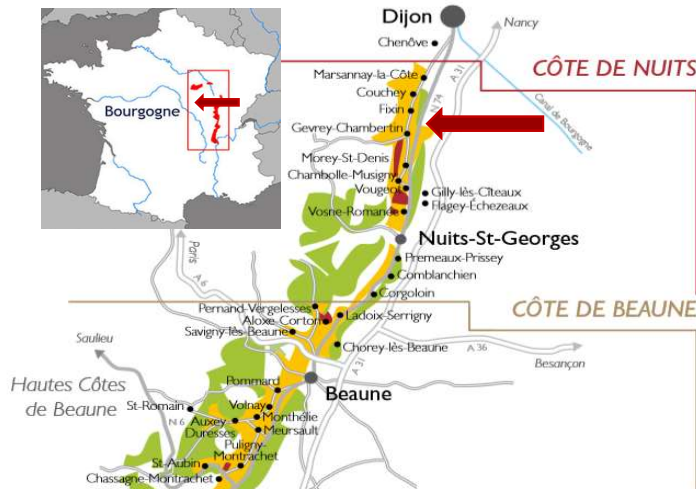 Dijon
Nancy
Chenôve
A 31
CÔTE DE NUITS
Bourgogne
Marsannay-la-Côte
Couchey
N 74
Canal de Bourgogne
Fixin
Gevrey-Chambertin
Morey-St-Denis
Chambolle-Musigny
Vougeot
Gilly-lès-Cîteaux
Flagey-Échezeaux
Vosne-Romanée
Nuits-St-Georges
Paris
A 6
Premeaux-Prissey
Comblanchien
Corgoloin
CÔTE DE BEAUNE
Pernand-Vergelesses
Aloxe-Corton
Ladoix-Serrigny
Savigny-lès-Beaune
Saulieu
Chorey-lès-Beaune
A 36
Besançon
A 31
Hautes Côtes
de Beaune
Pommard
Beaune
St-Romain
Volnay
N 6
Auxey
Duresses
Monthélie
Meursault
Puligny-
Montrachet
St-Aubin
Chassagne-Montrachet